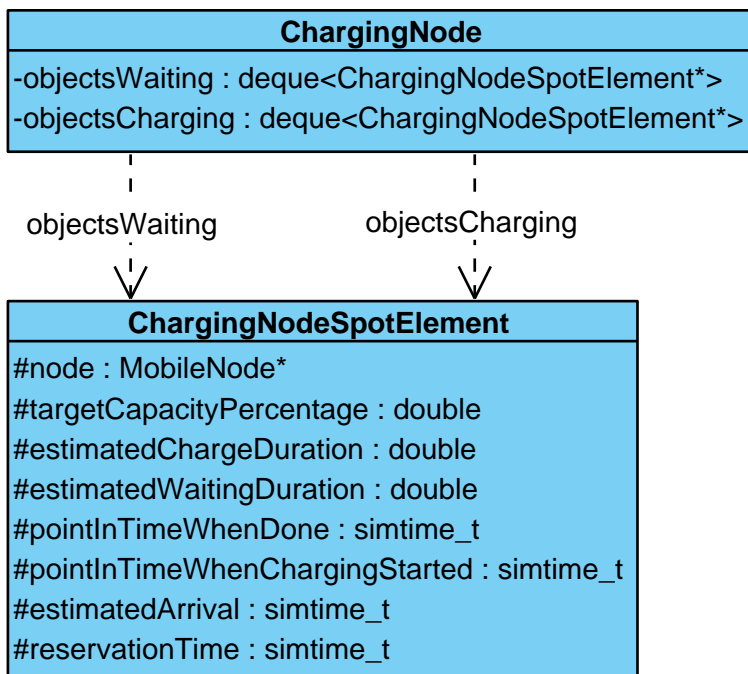 ChargingNode
-objectsWaiting : deque<ChargingNodeSpotElement*>
-objectsCharging : deque<ChargingNodeSpotElement*>
objectsWaiting
objectsCharging
ChargingNodeSpotElement
#node : MobileNode*
#targetCapacityPercentage : double
#estimatedChargeDuration : double
#estimatedWaitingDuration : double
#pointInTimeWhenDone : simtime_t
#pointInTimeWhenChargingStarted : simtime_t
#estimatedArrival : simtime_t
#reservationTime : simtime_t